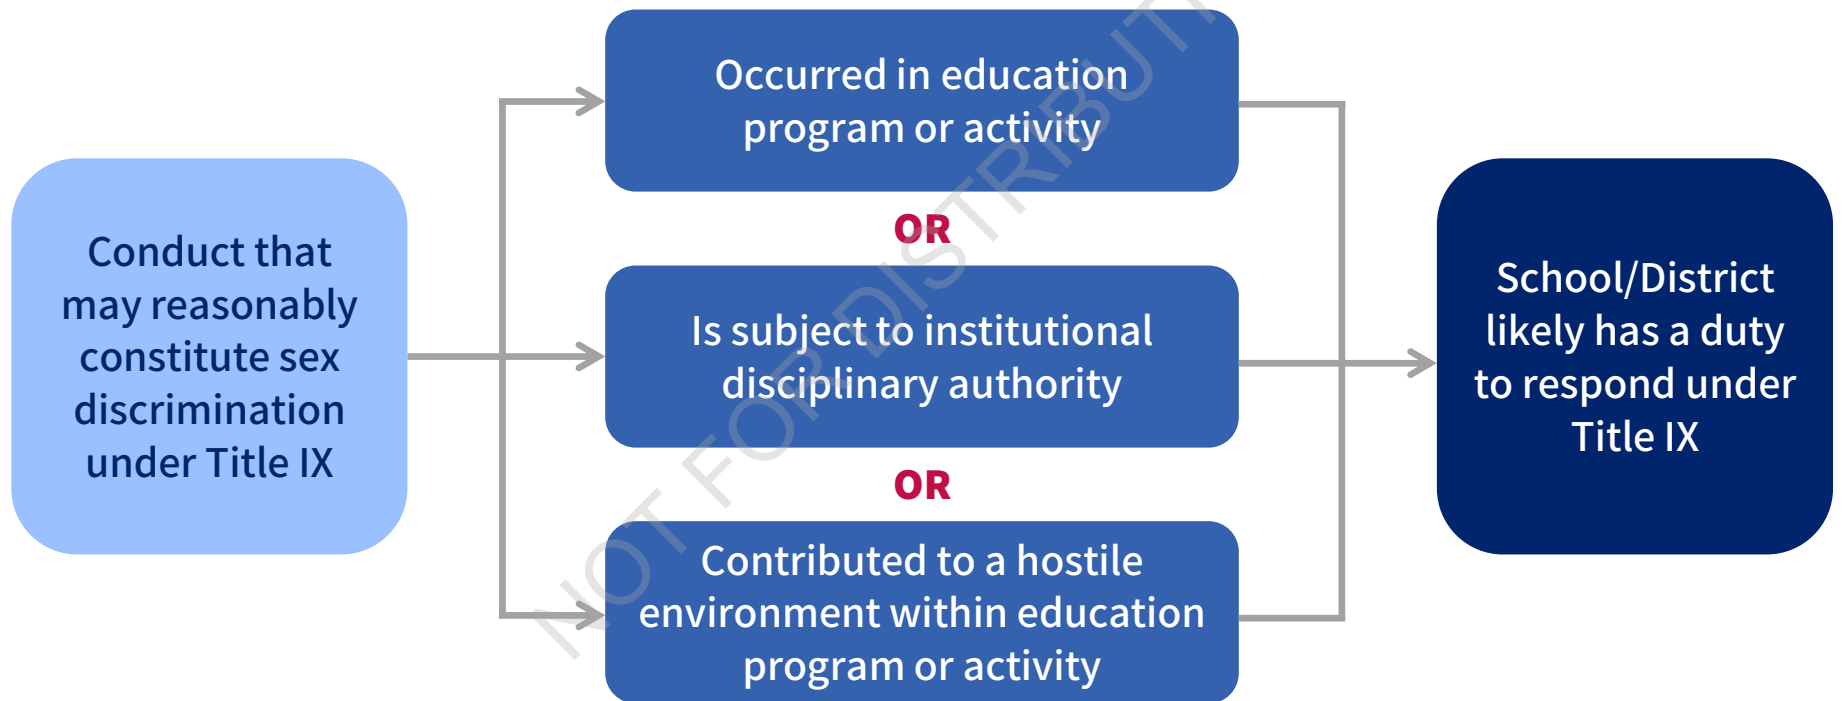 Conduct that
may reasonably
constitute sex
discrimination
under Title IX
Occurred in education
program or activity
OR
Is subject to institutional
disciplinary authority
OR
Contributed to a hostile
environment within education
program or activity
School/District
likely has a duty
to respond under
Title IX
NOT FOR